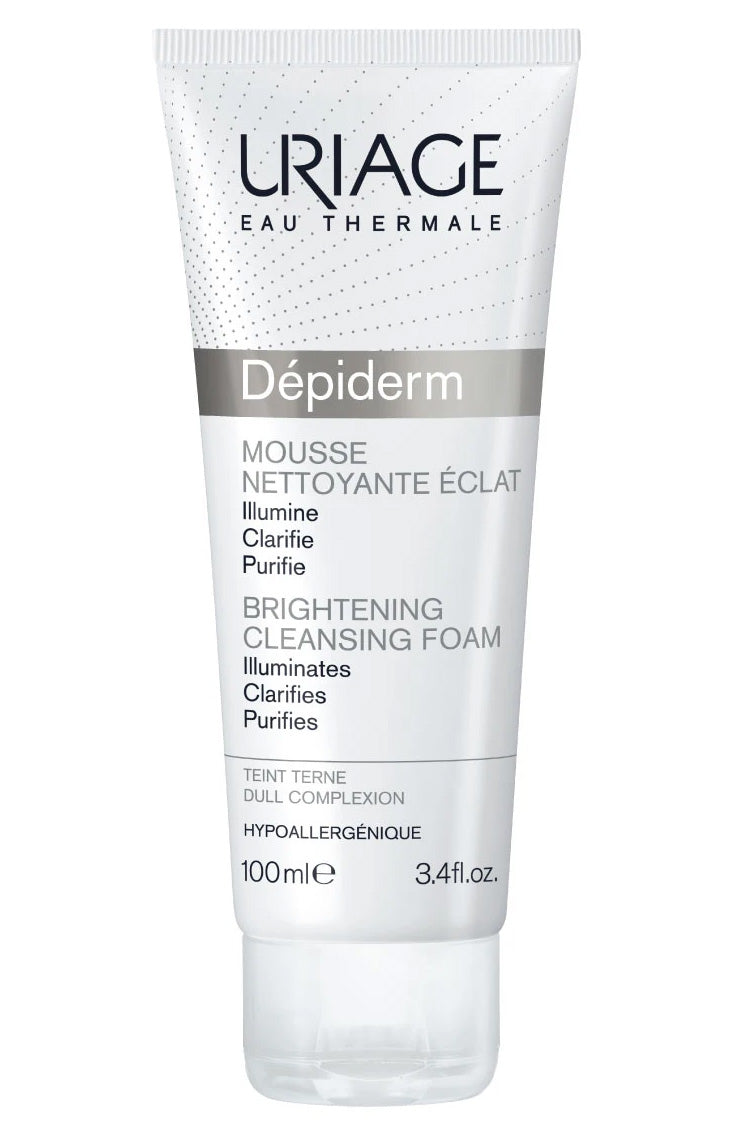 URIAGE
EAU THERMALE
Dépiderm
MOUSSE
NETTOYANTE ÉCLAT
Illumine
Clarifie
Purifie
BRIGHTENING
CLEANSING FOAM
Illuminates
Clarifies
Purifies
TEINT TERNE
DULL COMPLEXION
HYPOALLERGÉNIQUE
100ml℮ 3.4fl.oz.